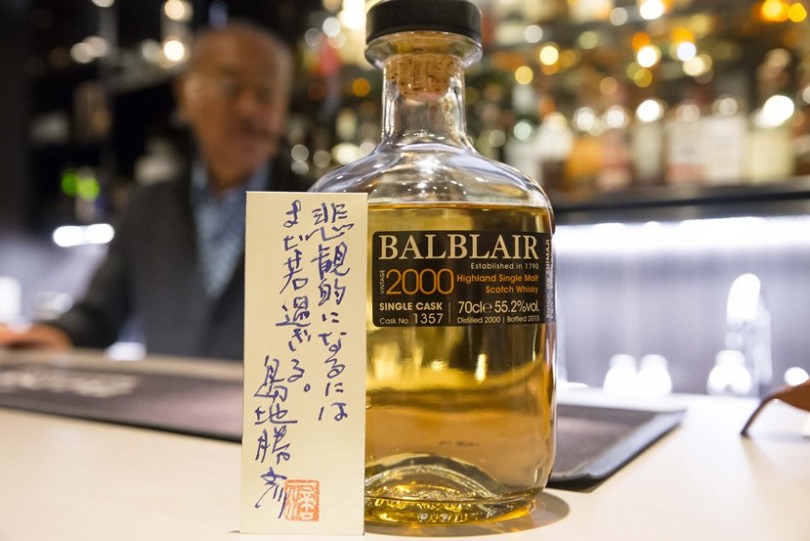 悲観的になるには
まだ若過ぎる。
島地勝彦
BALBLAIR
Established in 1790
VINTAGE
2000
Highland Single Malt
Scotch Whisky
SINGLE CASK
70cl e 55.2%vol.
Cask No 1357
Distilled 2000 | Bottled 2015